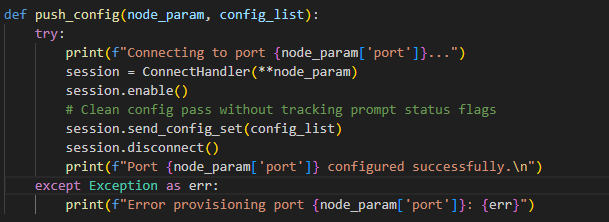 def push_config(node_param, config_list):
    try:
        print(f"Connecting to port {node_param['port']}...")
        session = ConnectHandler(**node_param)
        session.enable()
        # Clean config pass without tracking prompt status flags
        session.send_config_set(config_list)
        session.disconnect()
        print(f"Port {node_param['port']} configured successfully.\n")
    except Exception as err:
        print(f"Error provisioning port {node_param['port']}: {err}")